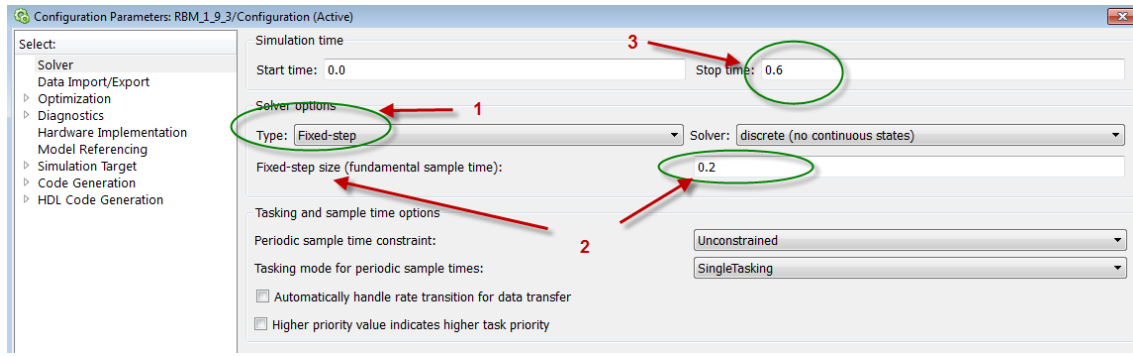 Configuration Parameters: RBM_1_9_3/Configuration (Active)
Select:
Solver
Data Import/Export
Optimization
Diagnostics
Hardware Implementation
Model Referencing
Simulation Target
Code Generation
HDL Code Generation
Simulation time
3
Start time: 0.0 Stop time: 0.6
Solver options
1
Type: Fixed-step Solver: discrete (no continuous states)
Fixed-step size (fundamental sample time): 0.2
Tasking and sample time options
2
Periodic sample time constraint: Unconstrained
Tasking mode for periodic sample times: SingleTasking
Automatically handle rate transition for data transfer
Higher priority value indicates higher task priority